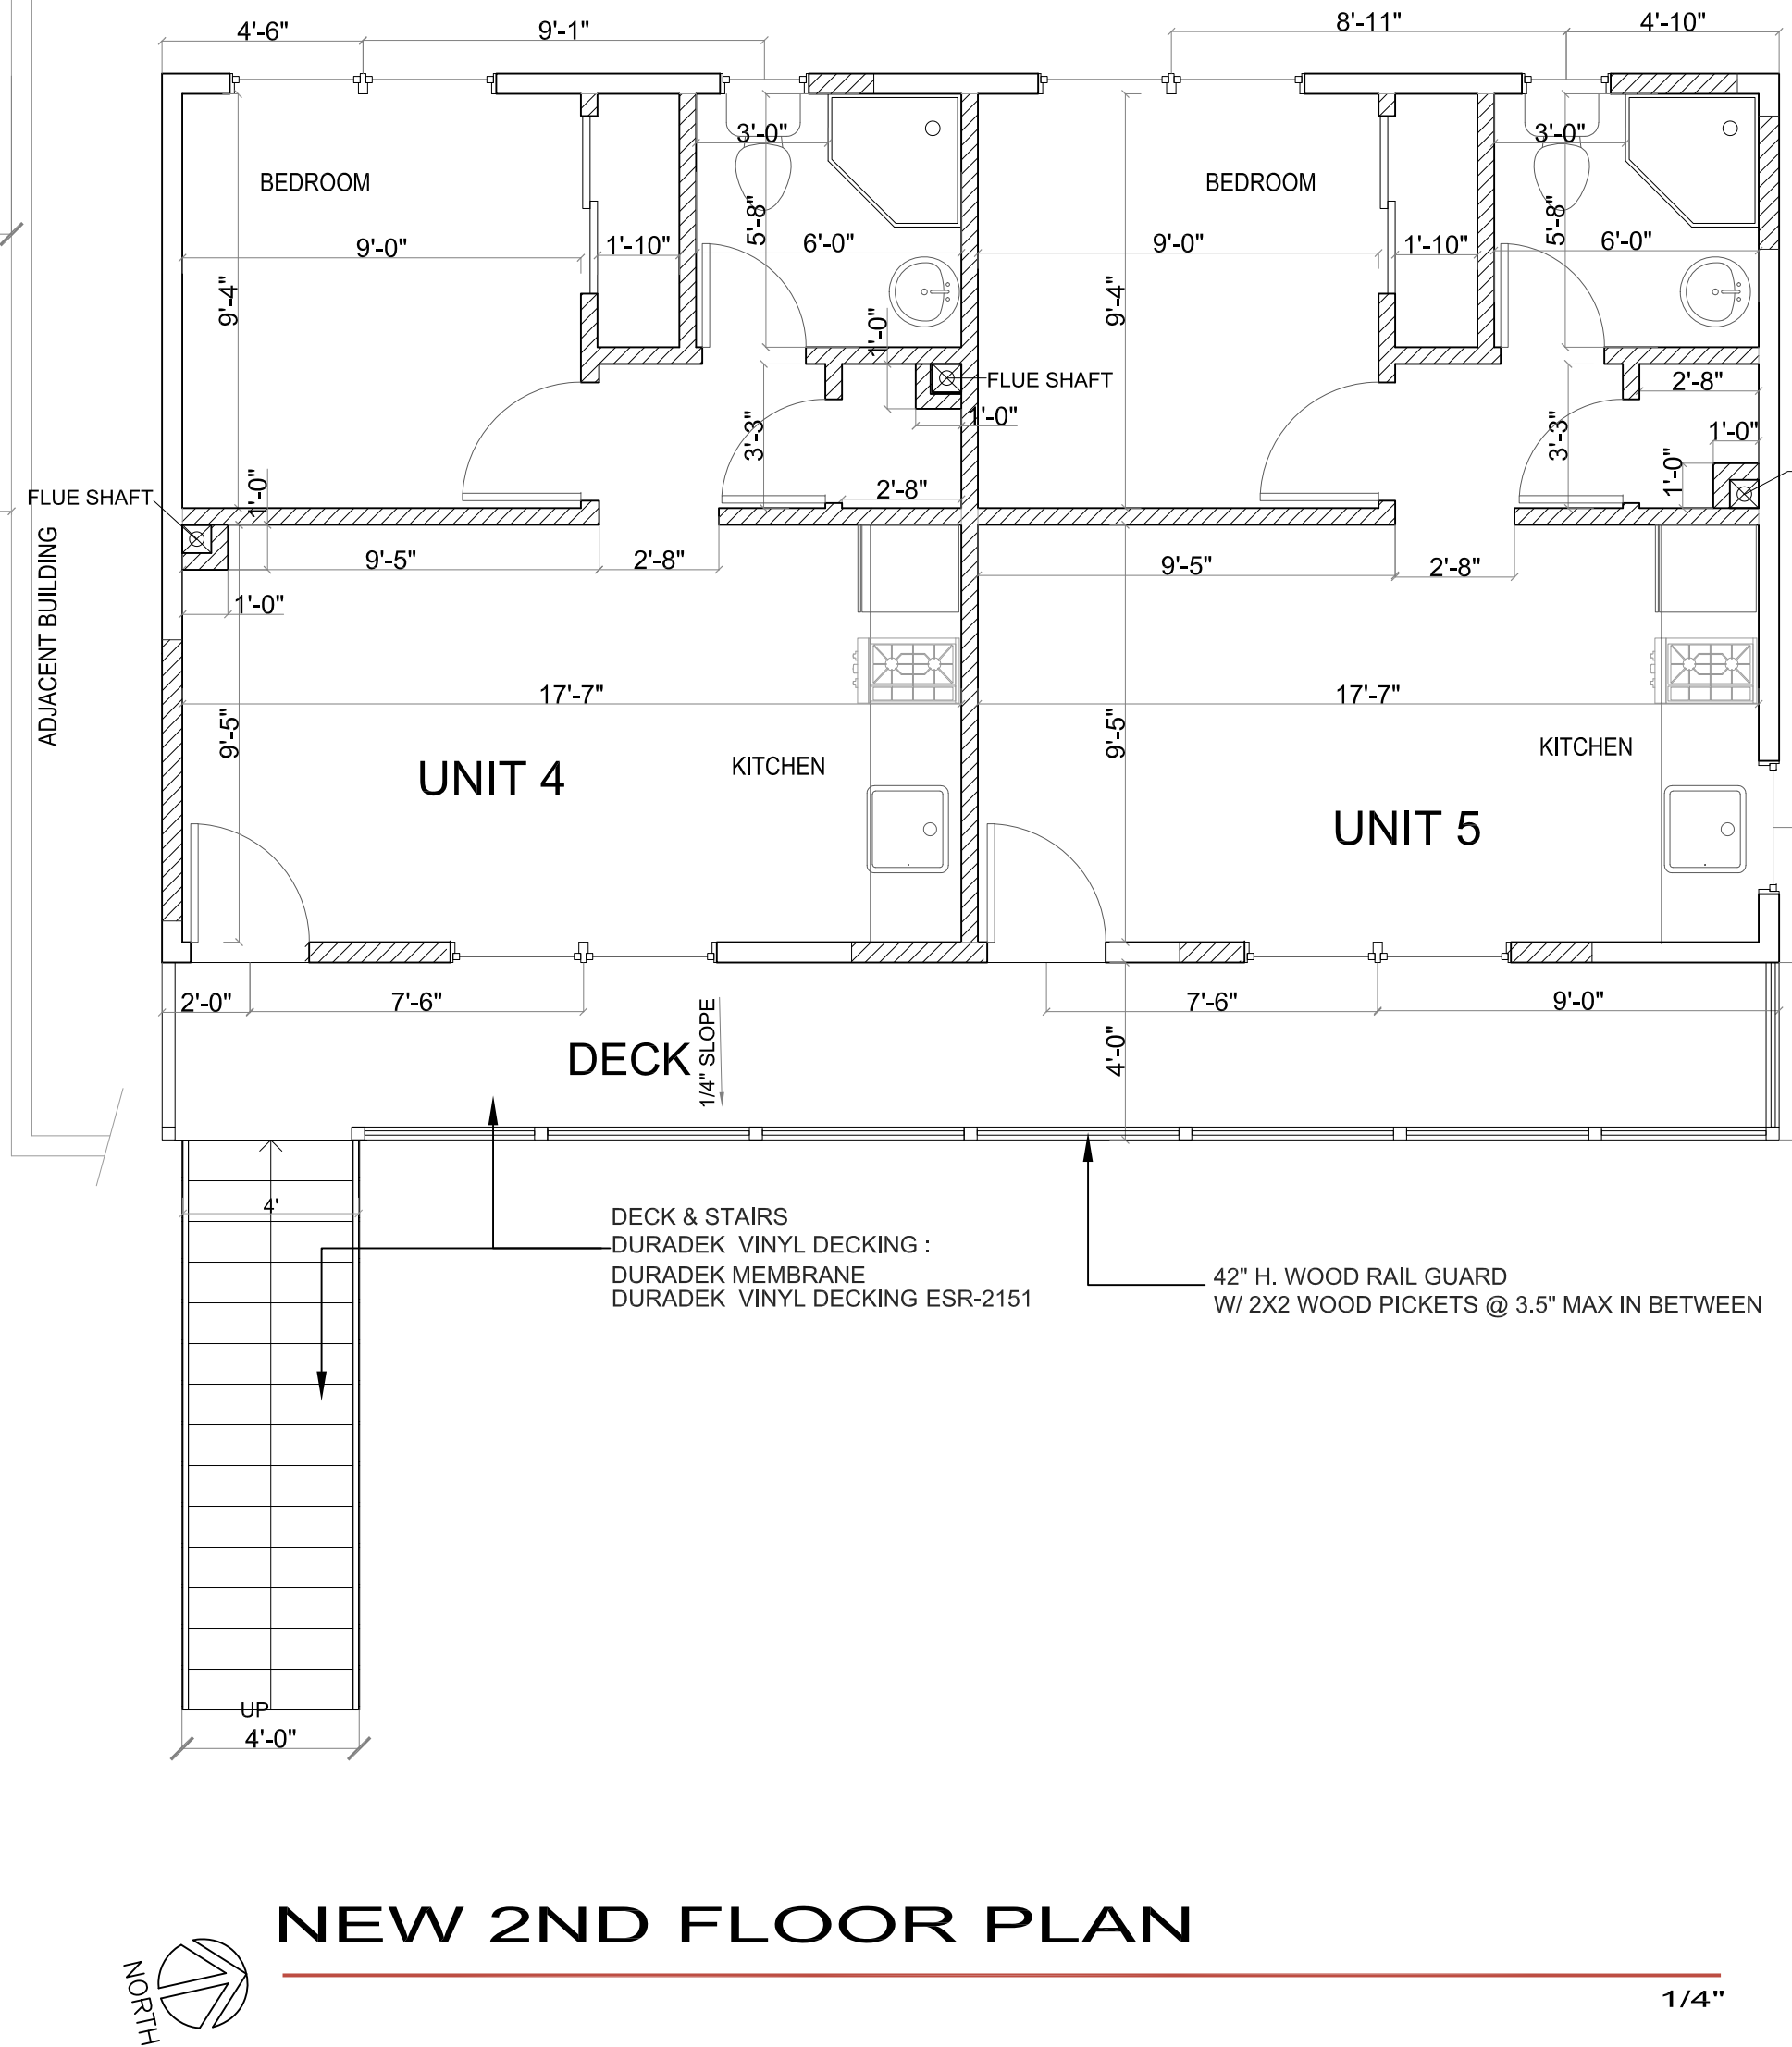 4'-6"
9'-1"
8'-11"
4'-10"
3'-0"
3'-0"
BEDROOM
BEDROOM
5'-8"
5'-8"
9'-0"
1'-10"
6'-0"
9'-0"
1'-10"
6'-0"
9'-4"
9'-4"
1'-0"
FLUE SHAFT
2'-8"
1'-0"
3'-3"
3'-3"
1'-0"
FLUE SHAFT
1'-0"
2'-8"
1'-0"
9'-5"
2'-8"
9'-5"
2'-8"
1'-0"
ADJACENT BUILDING
17'-7"
17'-7"
9'-5"
9'-5"
KITCHEN
KITCHEN
UNIT 4
UNIT 5
2'-0"
7'-6"
7'-6"
9'-0"
DECK
1/4" SLOPE
4'-0"
4'
DECK & STAIRS
DURADEK VINYL DECKING :
DURADEK MEMBRANE
DURADEK VINYL DECKING ESR-2151
42" H. WOOD RAIL GUARD
W/ 2X2 WOOD PICKETS @ 3.5" MAX IN BETWEEN
UP
4'-0"
NEW 2ND FLOOR PLAN
NORTH
1/4"